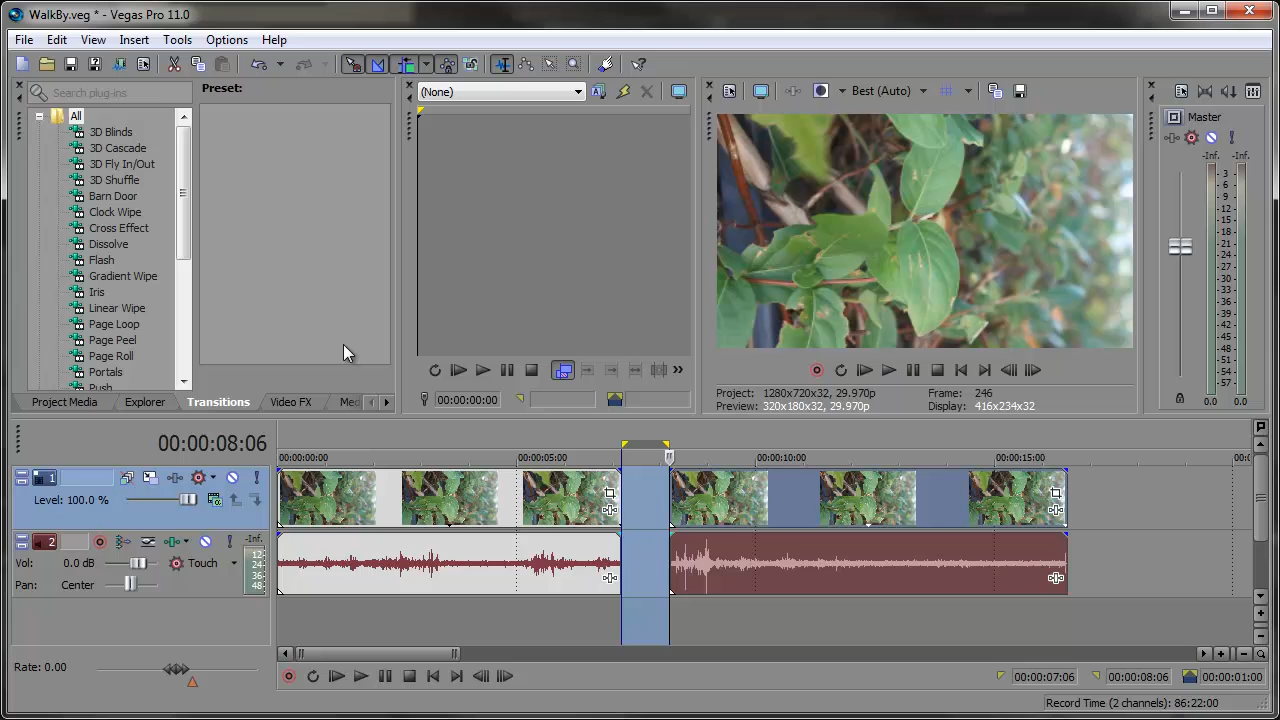 WalkBy.veg * - Vegas Pro 11.0
File Edit View Insert Tools Options Help
Search plug-ins
Preset:
(None)
Best (Auto)
Master
All
3D Blinds
3D Cascade
3D Fly In/Out
3D Shuffle
Barn Door
Clock Wipe
Cross Effect
Dissolve
Flash
Gradient Wipe
Iris
Linear Wipe
Page Loop
Page Peel
Page Roll
Portals
Push
-Inf. -Inf.
3
6
9
12
15
18
21
24
27
30
33
36
39
42
45
48
51
54
57
0.0 0.0
Project Media Explorer Transitions Video FX Med
00:00:00:00
Project: 1280x720x32, 29.970p Frame: 246
Preview: 320x180x32, 29.970p Display: 416x234x32
00:00:08:06
00:00:00:00 00:00:05:00 00:00:10:00 00:00:15:00 00:0
1
Level: 100.0 %
2
-Inf.
Vol: 0.0 dB Touch
12
24
36
48
Pan: Center
Rate: 0.00
00:00:07:06 00:00:08:06 00:00:01:00
Record Time (2 channels): 86:22:00